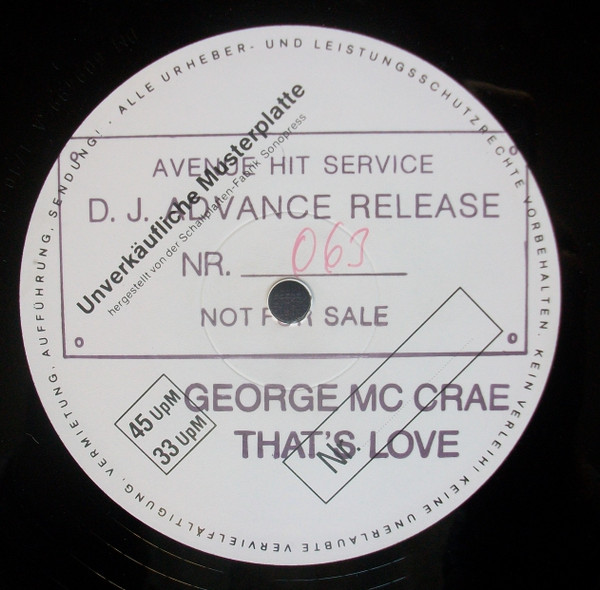 · ALLE URHEBER- UND LEISTUNGSSCHUTZRECHTE VORBEHALTEN. KEIN VERLEIH! KEINE UNERLAUBTE VERVIELFÄLTIGUNG, VERMIETUNG, AUFFÜHRUNG, SENDUNG!
Unverkäufliche Musterplatte
hergestellt von der Schallplatten-Fabrik Sonopress
AVENUE HIT SERVICE
D. J. ADVANCE RELEASE
NR. 063
NOT FOR SALE
45 UpM
33 UpM
GEORGE MC CRAE
THAT'S LOVE
Nr.